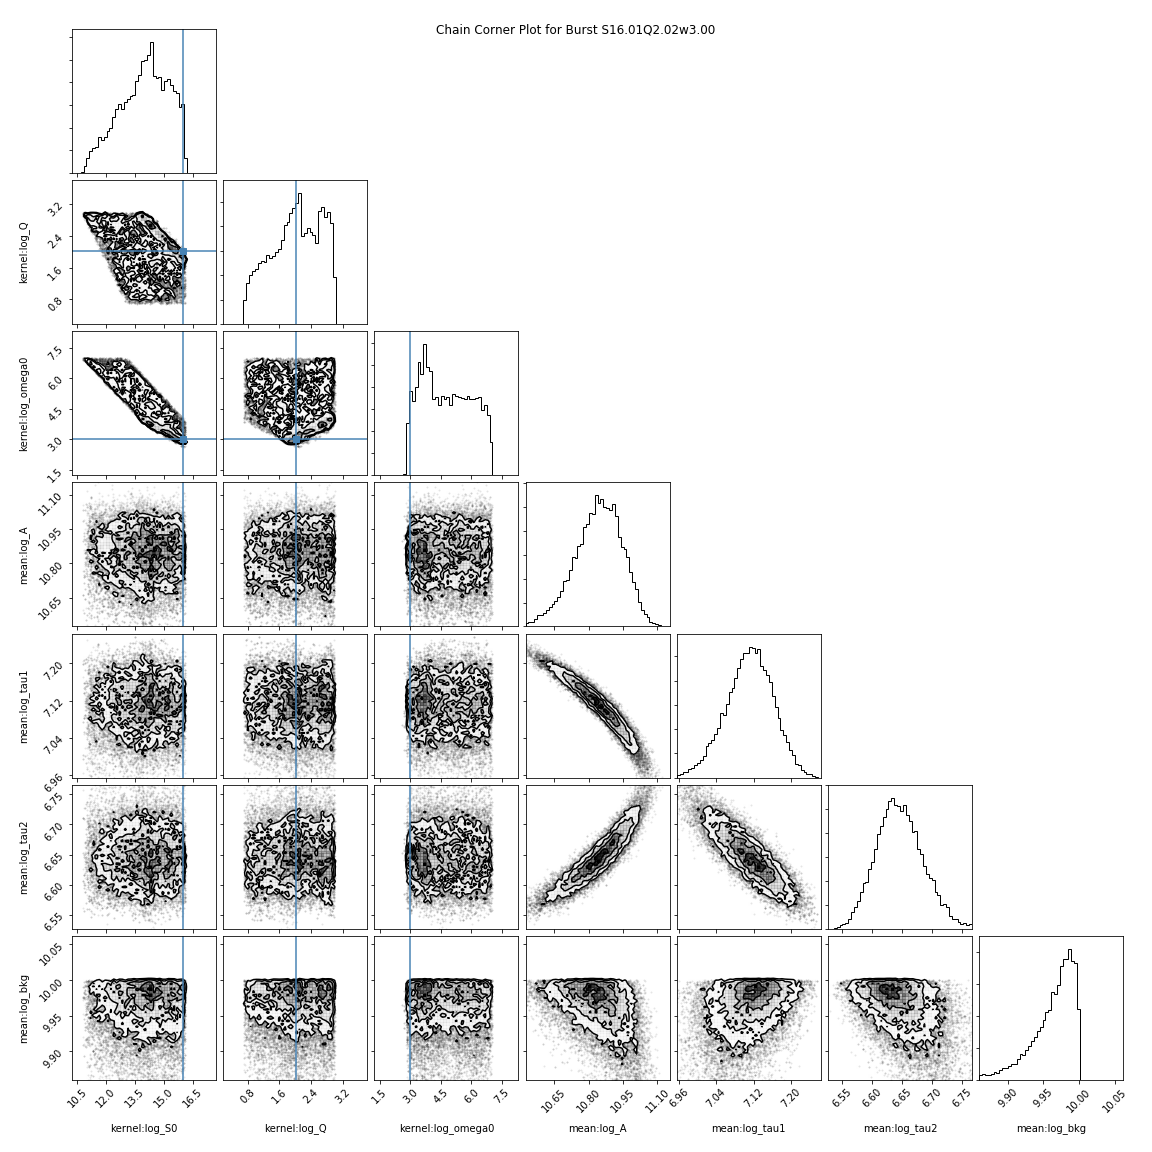 Chain Corner Plot for Burst S16.01Q2.02w3.00
kernel:log_Q
3.2
2.4
1.6
0.8
kernel:log_omega0
7.5
6.0
4.5
3.0
1.5
mean:log_A
11.10
10.95
10.80
10.65
mean:log_tau1
7.20
7.12
7.04
6.96
mean:log_tau2
6.75
6.70
6.65
6.60
6.55
mean:log_bkg
10.05
10.00
9.95
9.90
10.5 12.0 13.5 15.0 16.5
0.8 1.6 2.4 3.2
1.5 3.0 4.5 6.0 7.5
10.65 10.80 10.95 11.10
6.96 7.04 7.12 7.20
6.55 6.60 6.65 6.70 6.75
9.90 9.95 10.00 10.05
kernel:log_S0 kernel:log_Q kernel:log_omega0 mean:log_A mean:log_tau1 mean:log_tau2 mean:log_bkg